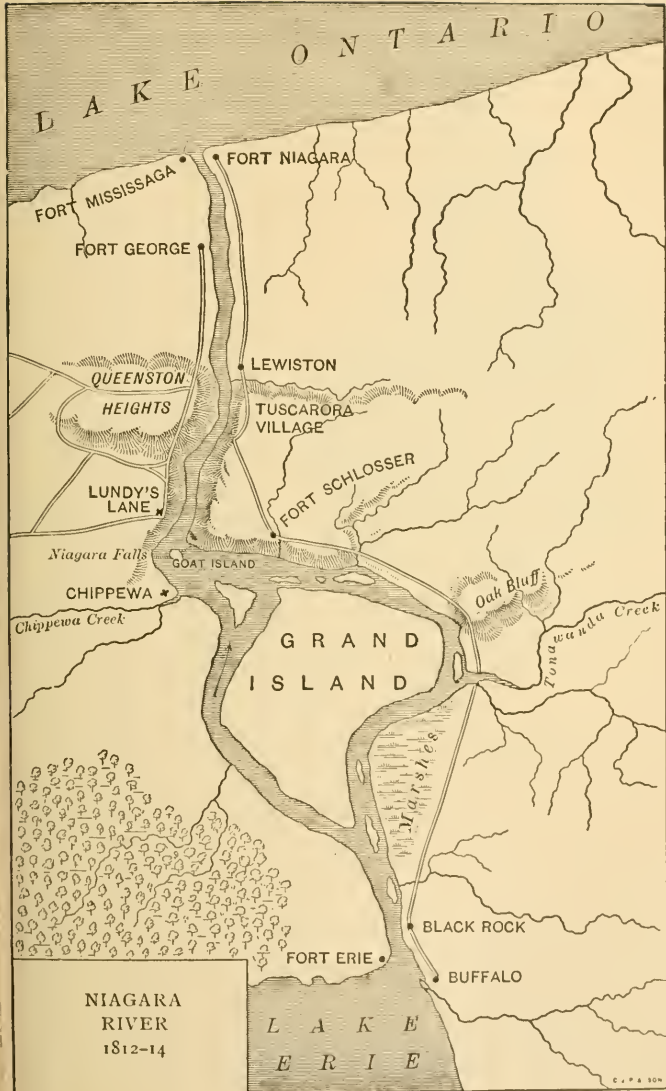 LAKE ONTARIO
FORT NIAGARA
FORT MISSISSAGA
FORT GEORGE
LEWISTON
QUEENSTON
HEIGHTS
TUSCARORA
VILLAGE
FORT SCHLOSSER
LUNDY'S
LANE
Niagara Falls
GOAT ISLAND
CHIPPEWA
Chippewa Creek
Oak Bluff
Tonawanda Creek
GRAND
ISLAND
Marshes
BLACK ROCK
FORT ERIE
BUFFALO
NIAGARA
RIVER
1812-14
LAKE
ERIE